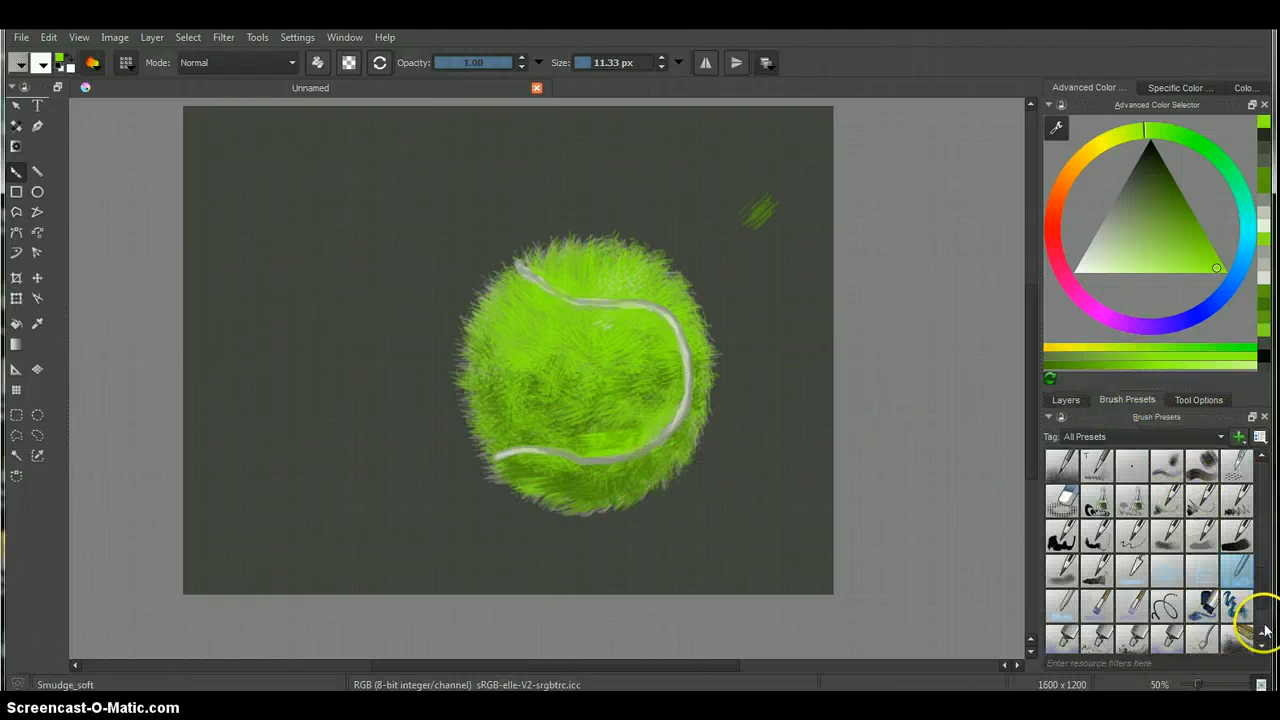 File Edit View Image Layer Select Filter Tools Settings Window Help
Mode: Normal Opacity: 1.00 Size: 11.33 px
Unnamed
Advanced Color ... Specific Color ... Colo...
Advanced Color Selector
Layers Brush Presets Tool Options
Brush Presets
Tag: All Presets
Enter resource filters here
Smudge_soft RGB (8-bit integer/channel) sRGB-elle-V2-srgbtrc.icc 1600 x 1200 50%
Screencast-O-Matic.com